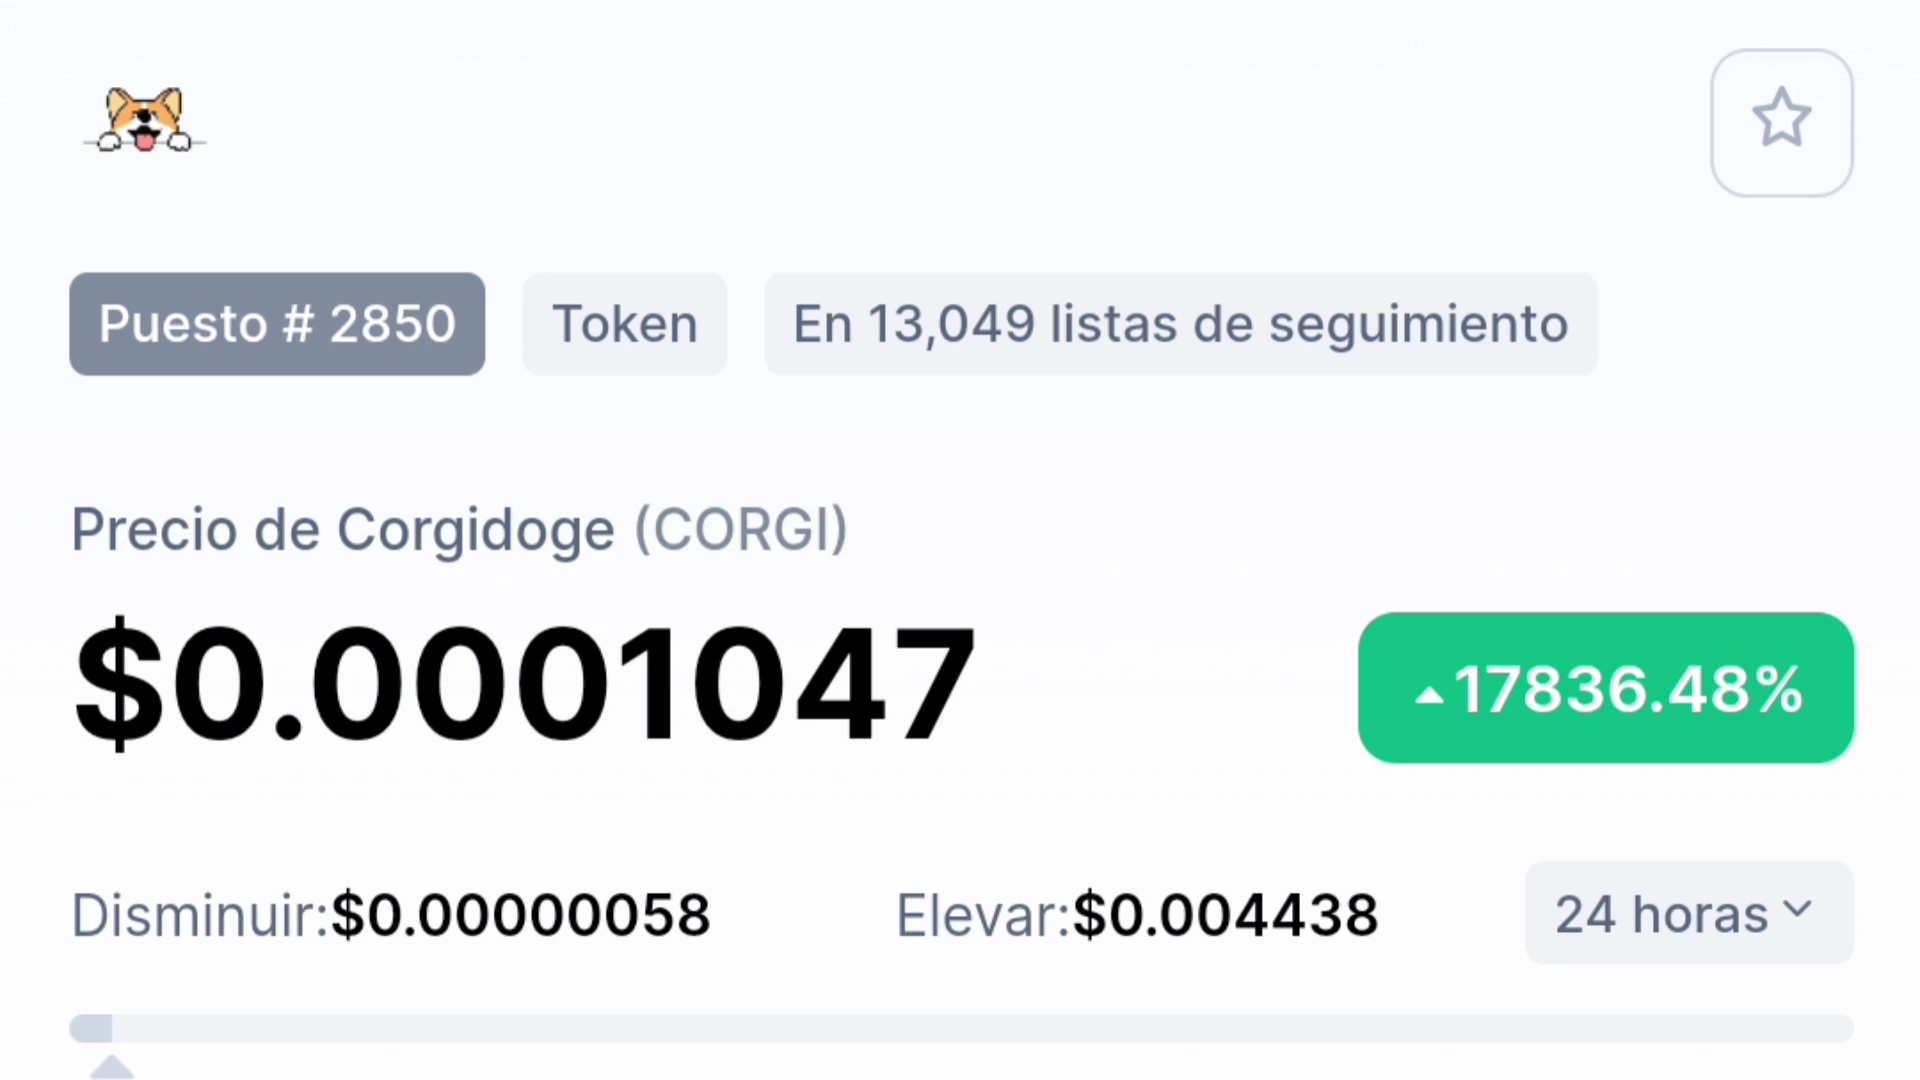 Puesto # 2850 Token En 13,049 listas de seguimiento
Precio de Corgidoge (CORGI)
$0.0001047 17836.48%
Disminuir:$0.00000058 Elevar:$0.004438 24 horas